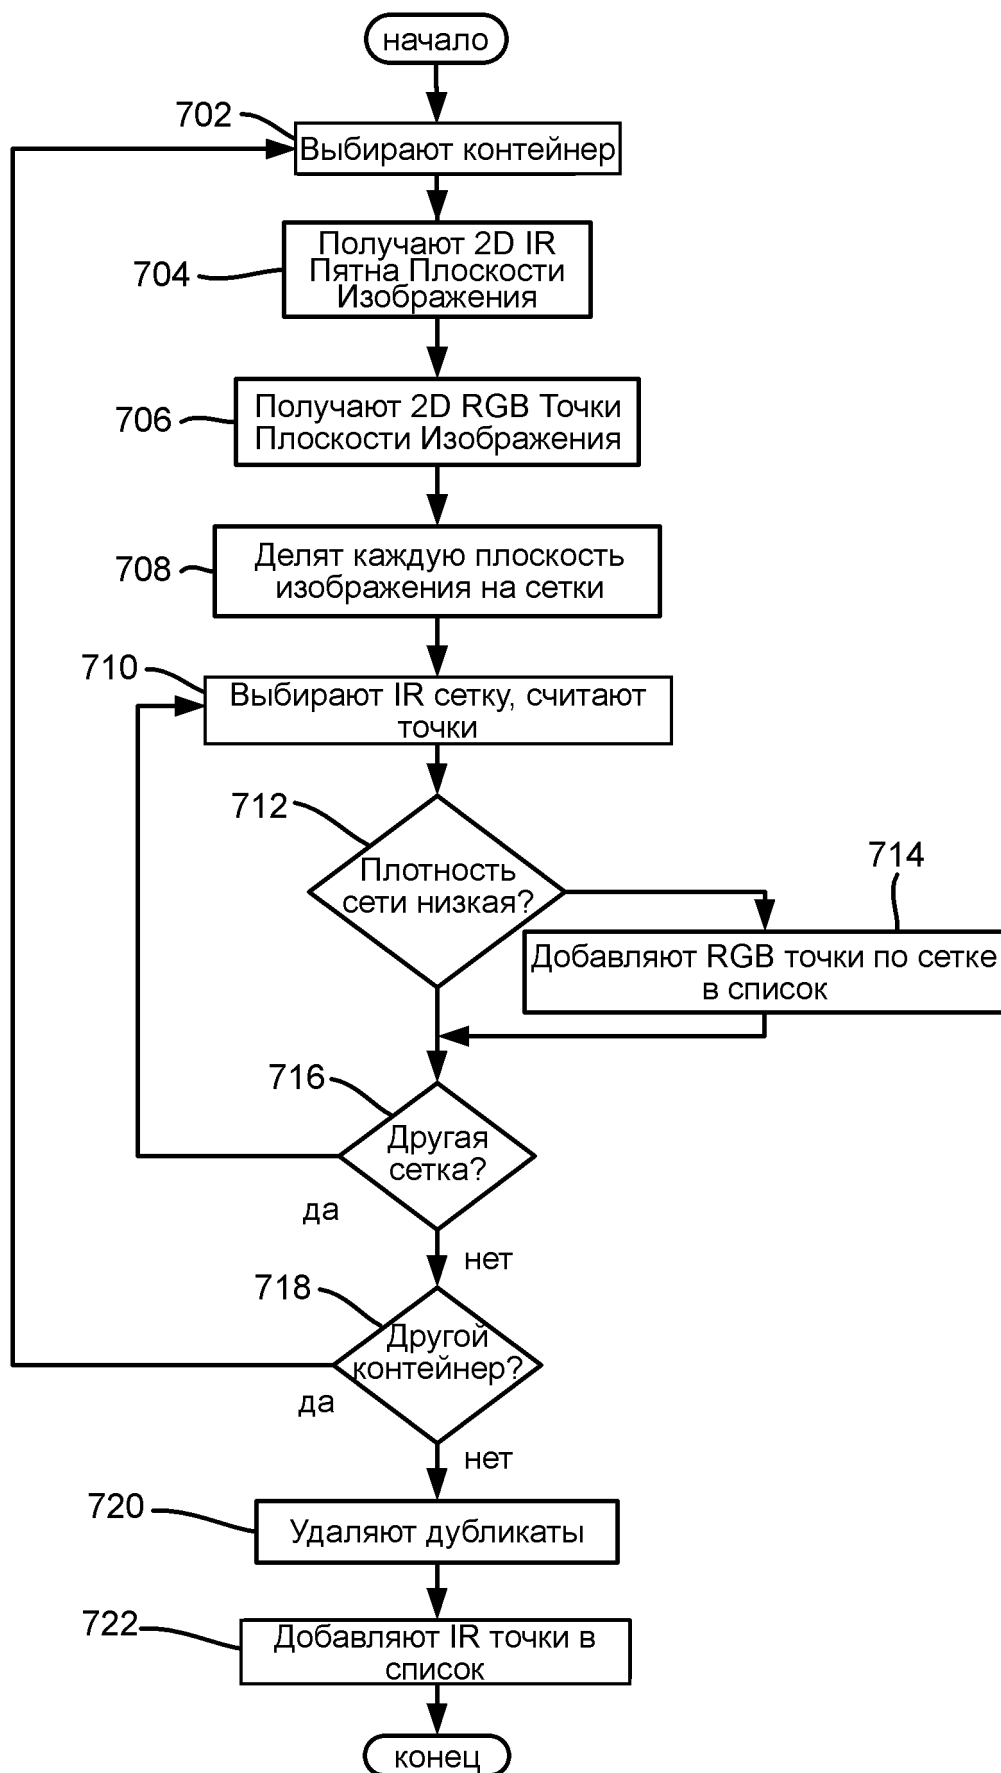 начало
702
Выбирают контейнер
704
Получают 2D IR
Пятна Плоскости
Изображения
706
Получают 2D RGB Точки
Плоскости Изображения
708
Делят каждую плоскость
изображения на сетки
710
Выбирают IR сетку, считают
точки
712
Плотность
сети низкая?
714
Добавляют RGB точки по сетке
в список
716
Другая
сетка?
да
нет
718
Другой
контейнер?
да
нет
720
Удаляют дубликаты
722
Добавляют IR точки в
список
конец